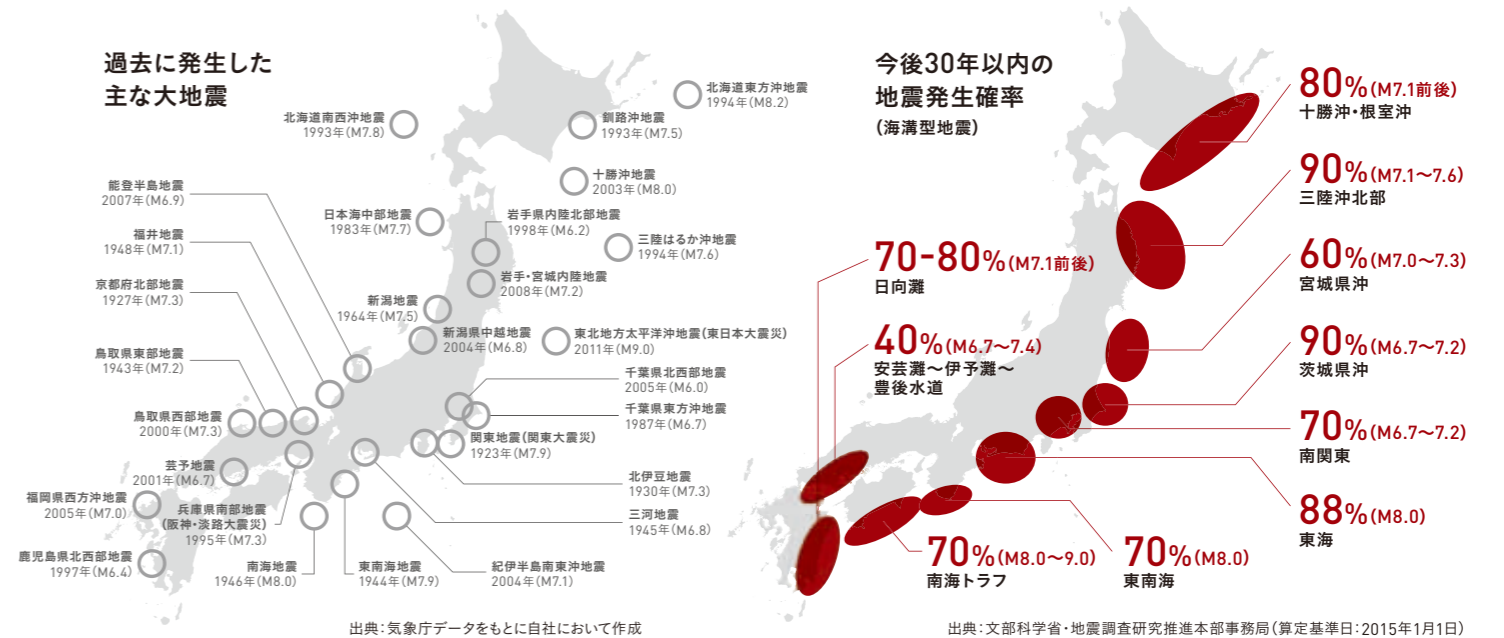 過去に発生した
主な大地震
北海道東方沖地震
1994年(M8.2)
北海道南西沖地震
1993年(M7.8)
釧路沖地震
1993年(M7.5)
十勝沖地震
2003年(M8.0)
能登半島地震
2007年(M6.9)
日本海中部地震
1983年(M7.7)
岩手県内陸北部地震
1998年(M6.2)
三陸はるか沖地震
1994年(M7.6)
福井地震
1948年(M7.1)
岩手・宮城内陸地震
2008年(M7.2)
京都府北部地震
1927年(M7.3)
新潟地震
1964年(M7.5)
新潟県中越地震
2004年(M6.8)
東北地方太平洋沖地震(東日本大震災)
2011年(M9.0)
鳥取県東部地震
1943年(M7.2)
千葉県北西部地震
2005年(M6.0)
鳥取県西部地震
2000年(M7.3)
千葉県東方沖地震
1987年(M6.7)
関東地震(関東大震災)
1923年(M7.9)
芸予地震
2001年(M6.7)
北伊豆地震
1930年(M7.3)
福岡県西方沖地震
2005年(M7.0)
兵庫県南部地震
(阪神・淡路大震災)
1995年(M7.3)
三河地震
1945年(M6.8)
鹿児島県北西部地震
1997年(M6.4)
南海地震
1946年(M8.0)
東南海地震
1944年(M7.9)
紀伊半島南東沖地震
2004年(M7.1)
出典：気象庁データをもとに自社において作成
今後30年以内の
地震発生確率
(海溝型地震)
80%(M7.1前後)
十勝沖・根室沖
90%(M7.1〜7.6)
三陸沖北部
70-80%(M7.1前後)
日向灘
60%(M7.0〜7.3)
宮城県沖
40%(M6.7〜7.4)
安芸灘〜伊予灘〜
豊後水道
90%(M6.7〜7.2)
茨城県沖
70%(M6.7〜7.2)
南関東
88%(M8.0)
東海
70%(M8.0〜9.0)
南海トラフ
70%(M8.0)
東南海
出典：文部科学省・地震調査研究推進本部事務局(算定基準日：2015年1月1日)